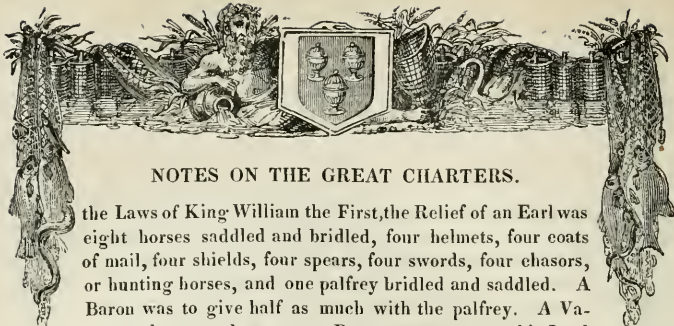 NOTES ON THE GREAT CHARTERS.
the Laws of King William the First,the Relief of an Earl was
eight horses saddled and bridled, four helmets, four coats
of mail, four shields, four spears, four swords, four chasors,
or hunting horses, and one palfrey bridled and saddled. A
Baron was to give half as much with the palfrey. A Va-